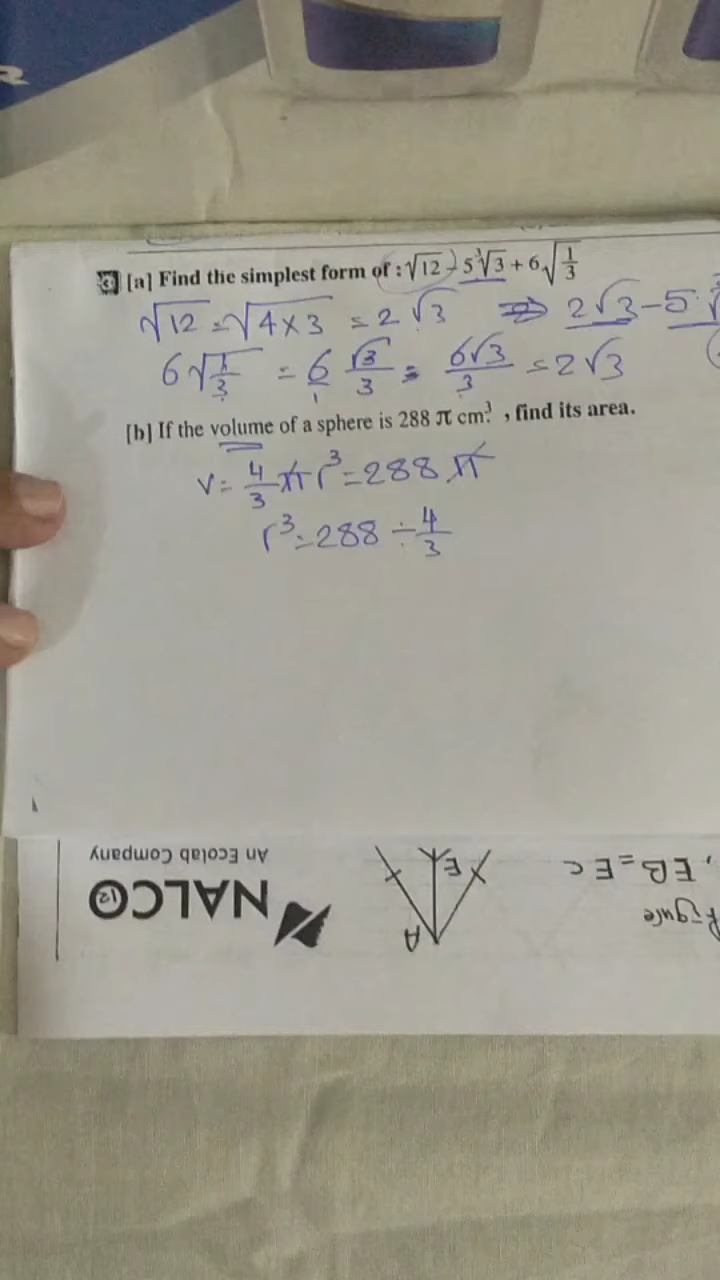 [a] Find the simplest form of : √12 - 5 ∛3 + 6 √(1/3)
√12 = √4×3 = 2√3 ⇒ 2√3 - 5
6√(1/3) = 6 √3/3 = 6√3/3 = 2√3
[b] If the volume of a sphere is 288 π cm³ , find its area.
V = 4/3 π r³ = 288 π
r³ = 288 ÷ 4/3
An Ecolab Company
NALCO
A
E
, EB = EC
Figure